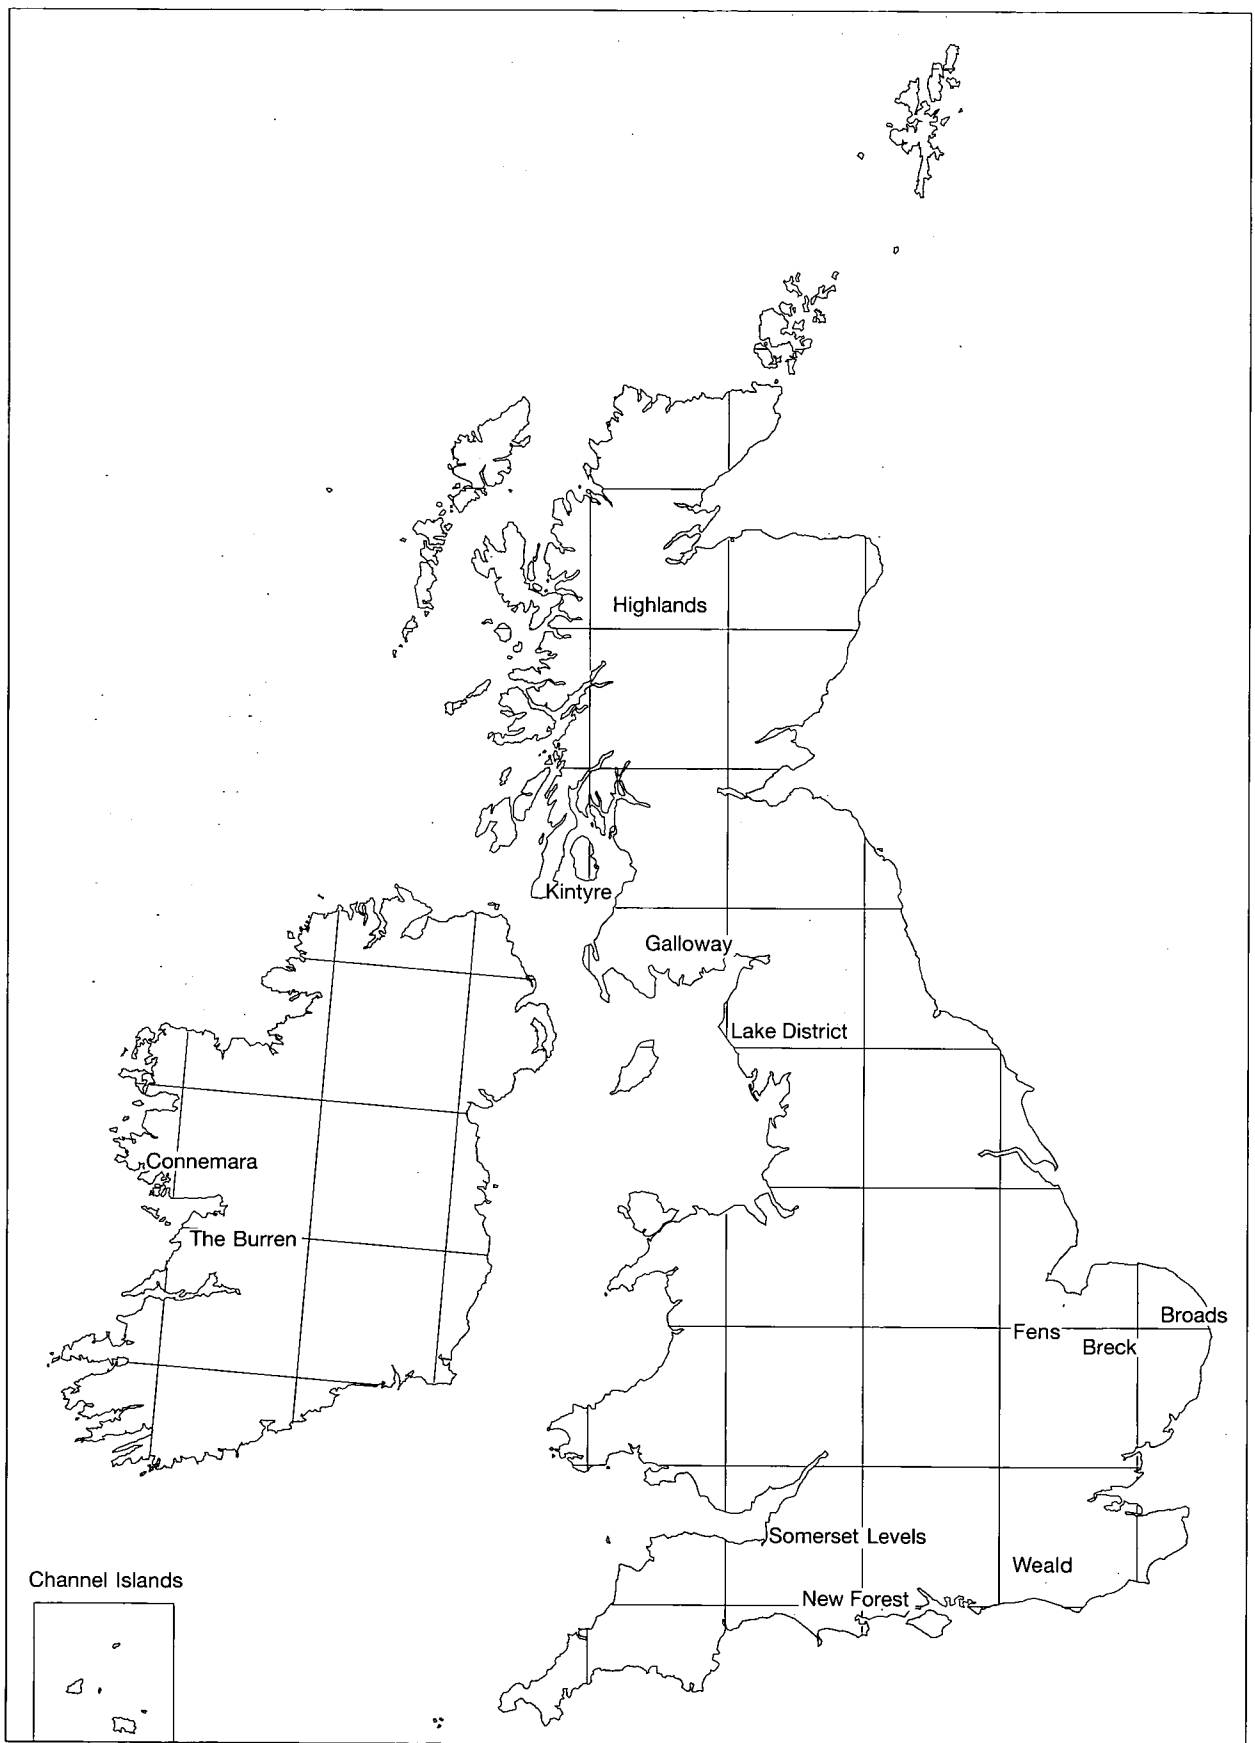 Highlands
Kintyre
Galloway
Lake District
Connemara
The Burren
Broads
Fens
Breck
Somerset Levels
Weald
Channel Islands
New Forest